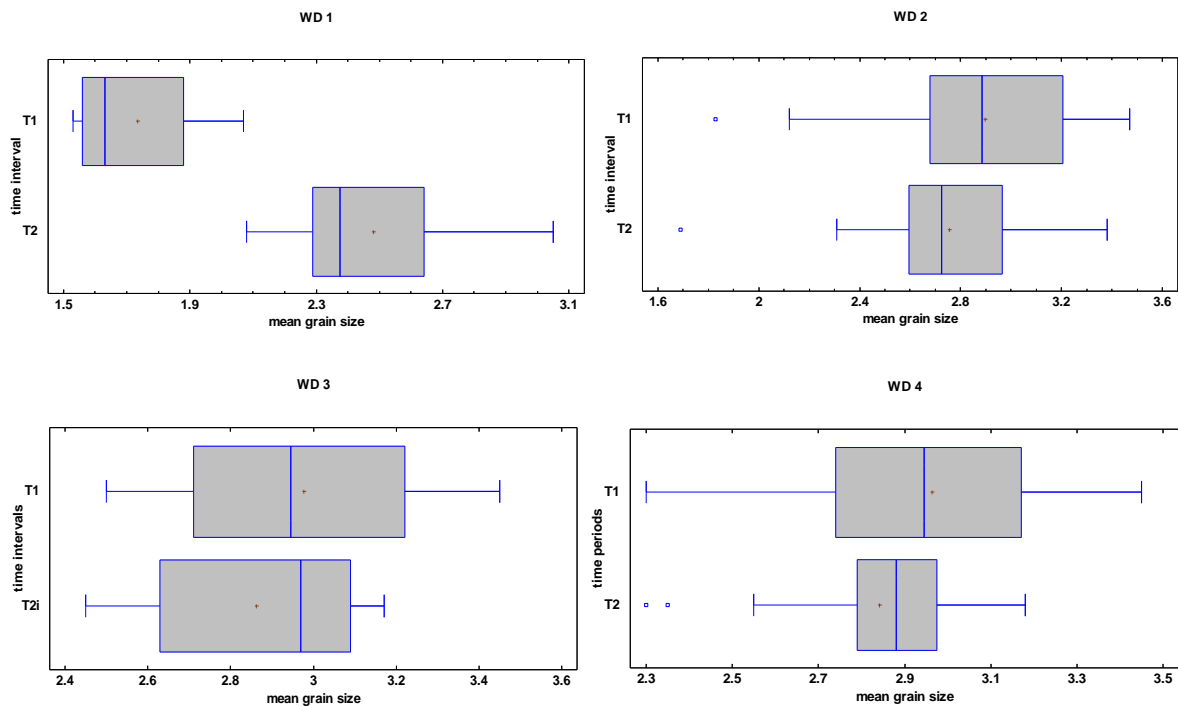 WD 1
T1
T2
time interval
1.5 1.9 2.3 2.7 3.1
mean grain size
WD 2
T1
T2
time interval
1.6 2 2.4 2.8 3.2 3.6
mean grain size
WD 3
T1
T2i
time intervals
2.4 2.6 2.8 3 3.2 3.4 3.6
mean grain size
WD 4
T1
T2
time periods
2.3 2.5 2.7 2.9 3.1 3.3 3.5
mean grain size